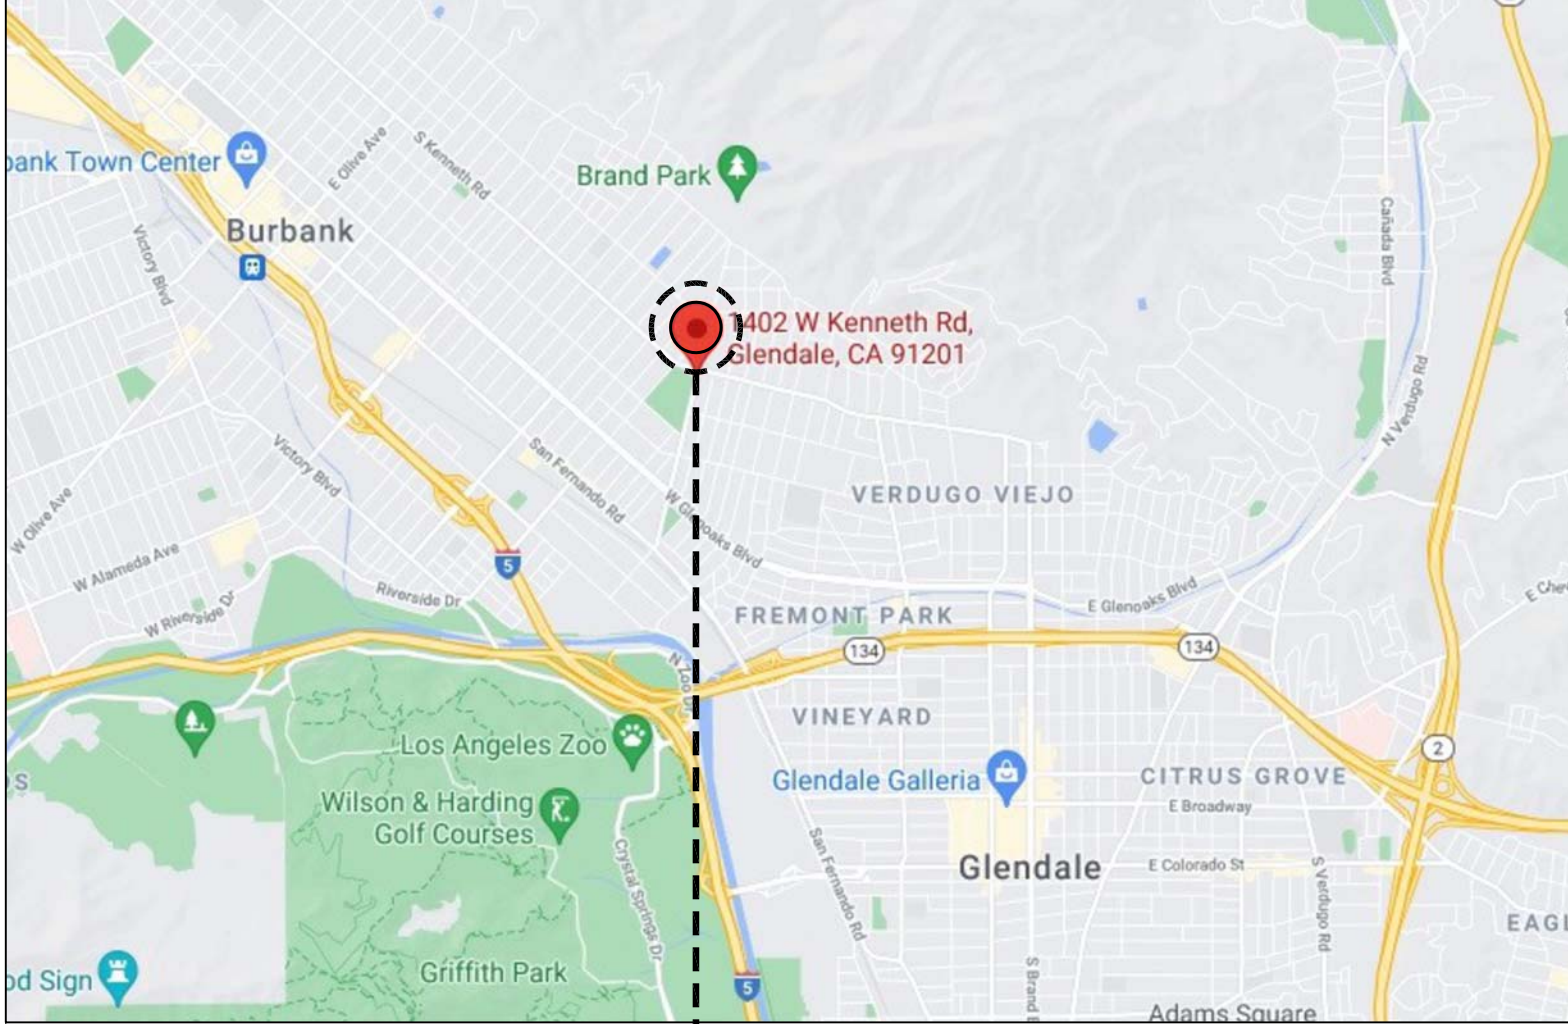 bank Town Center
E Olive Ave
S Kenneth Rd
Brand Park
Burbank
Victory Blvd
Cañada Blvd
1402 W Kenneth Rd,
Glendale, CA 91201
N Verdugo Rd
Victory Blvd
San Fernando Rd
W Glenoaks Blvd
VERDUGO VIEJO
W Olive Ave
W Alameda Ave
5
Riverside Dr
W Riverside Dr
E Glenoaks Blvd
E Chev
FREMONT PARK
134
134
N Zoo Dr
VINEYARD
Los Angeles Zoo
2
OS
Glendale Galleria
CITRUS GROVE
Wilson & Harding
Golf Courses
E Broadway
Crystal Springs Dr
San Fernando Rd
Glendale
E Colorado St
S Verdugo Rd
EAGL
Griffith Park
od Sign
5
S Brand B
Adams Square